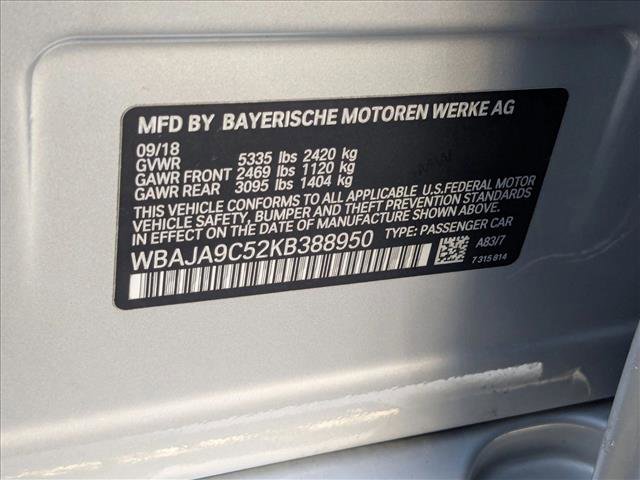 MFD BY BAYERISCHE MOTOREN WERKE AG
09/18
GVWR 5335 lbs 2420 kg
GAWR FRONT 2469 lbs 1120 kg
GAWR REAR 3095 lbs 1404 kg
THIS VEHICLE CONFORMS TO ALL APPLICABLE U.S.FEDERAL MOTOR
VEHICLE SAFETY, BUMPER, AND THEFT PREVENTION STANDARDS
IN EFFECT ON THE DATE OF MANUFACTURE SHOWN ABOVE.
WBAJA9C52KB388950 TYPE: PASSENGER CAR
A83/7
7315814